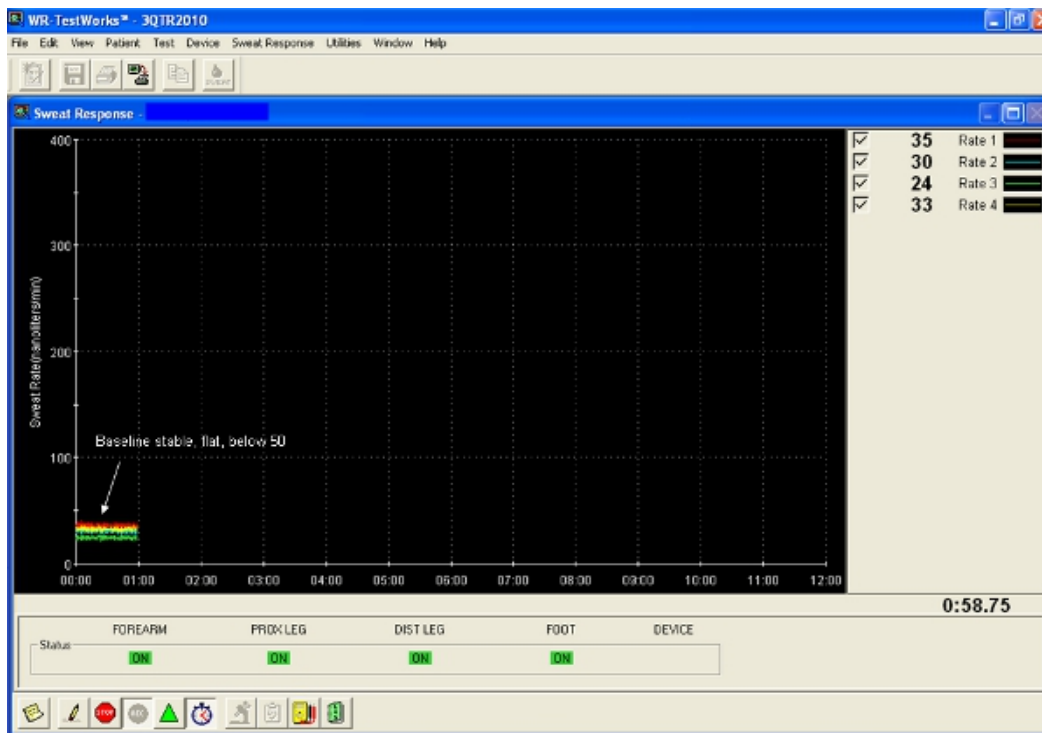 WR-TestWorks™ - 3QTR2010
File Edit View Patient Test Device Sweat Response Utilities Window Help
Sweat Response -
400
300
200
100
0
Sweat Rate(nanoliters/min)
Baseline stable, flat, below 50
00:00 01:00 02:00 03:00 04:00 05:00 06:00 07:00 08:00 09:00 10:00 11:00 12:00
35 Rate 1
30 Rate 2
24 Rate 3
33 Rate 4
0:58.75
FOREARM PROX LEG DIST LEG FOOT DEVICE
Status
ON ON ON ON
STOP REC